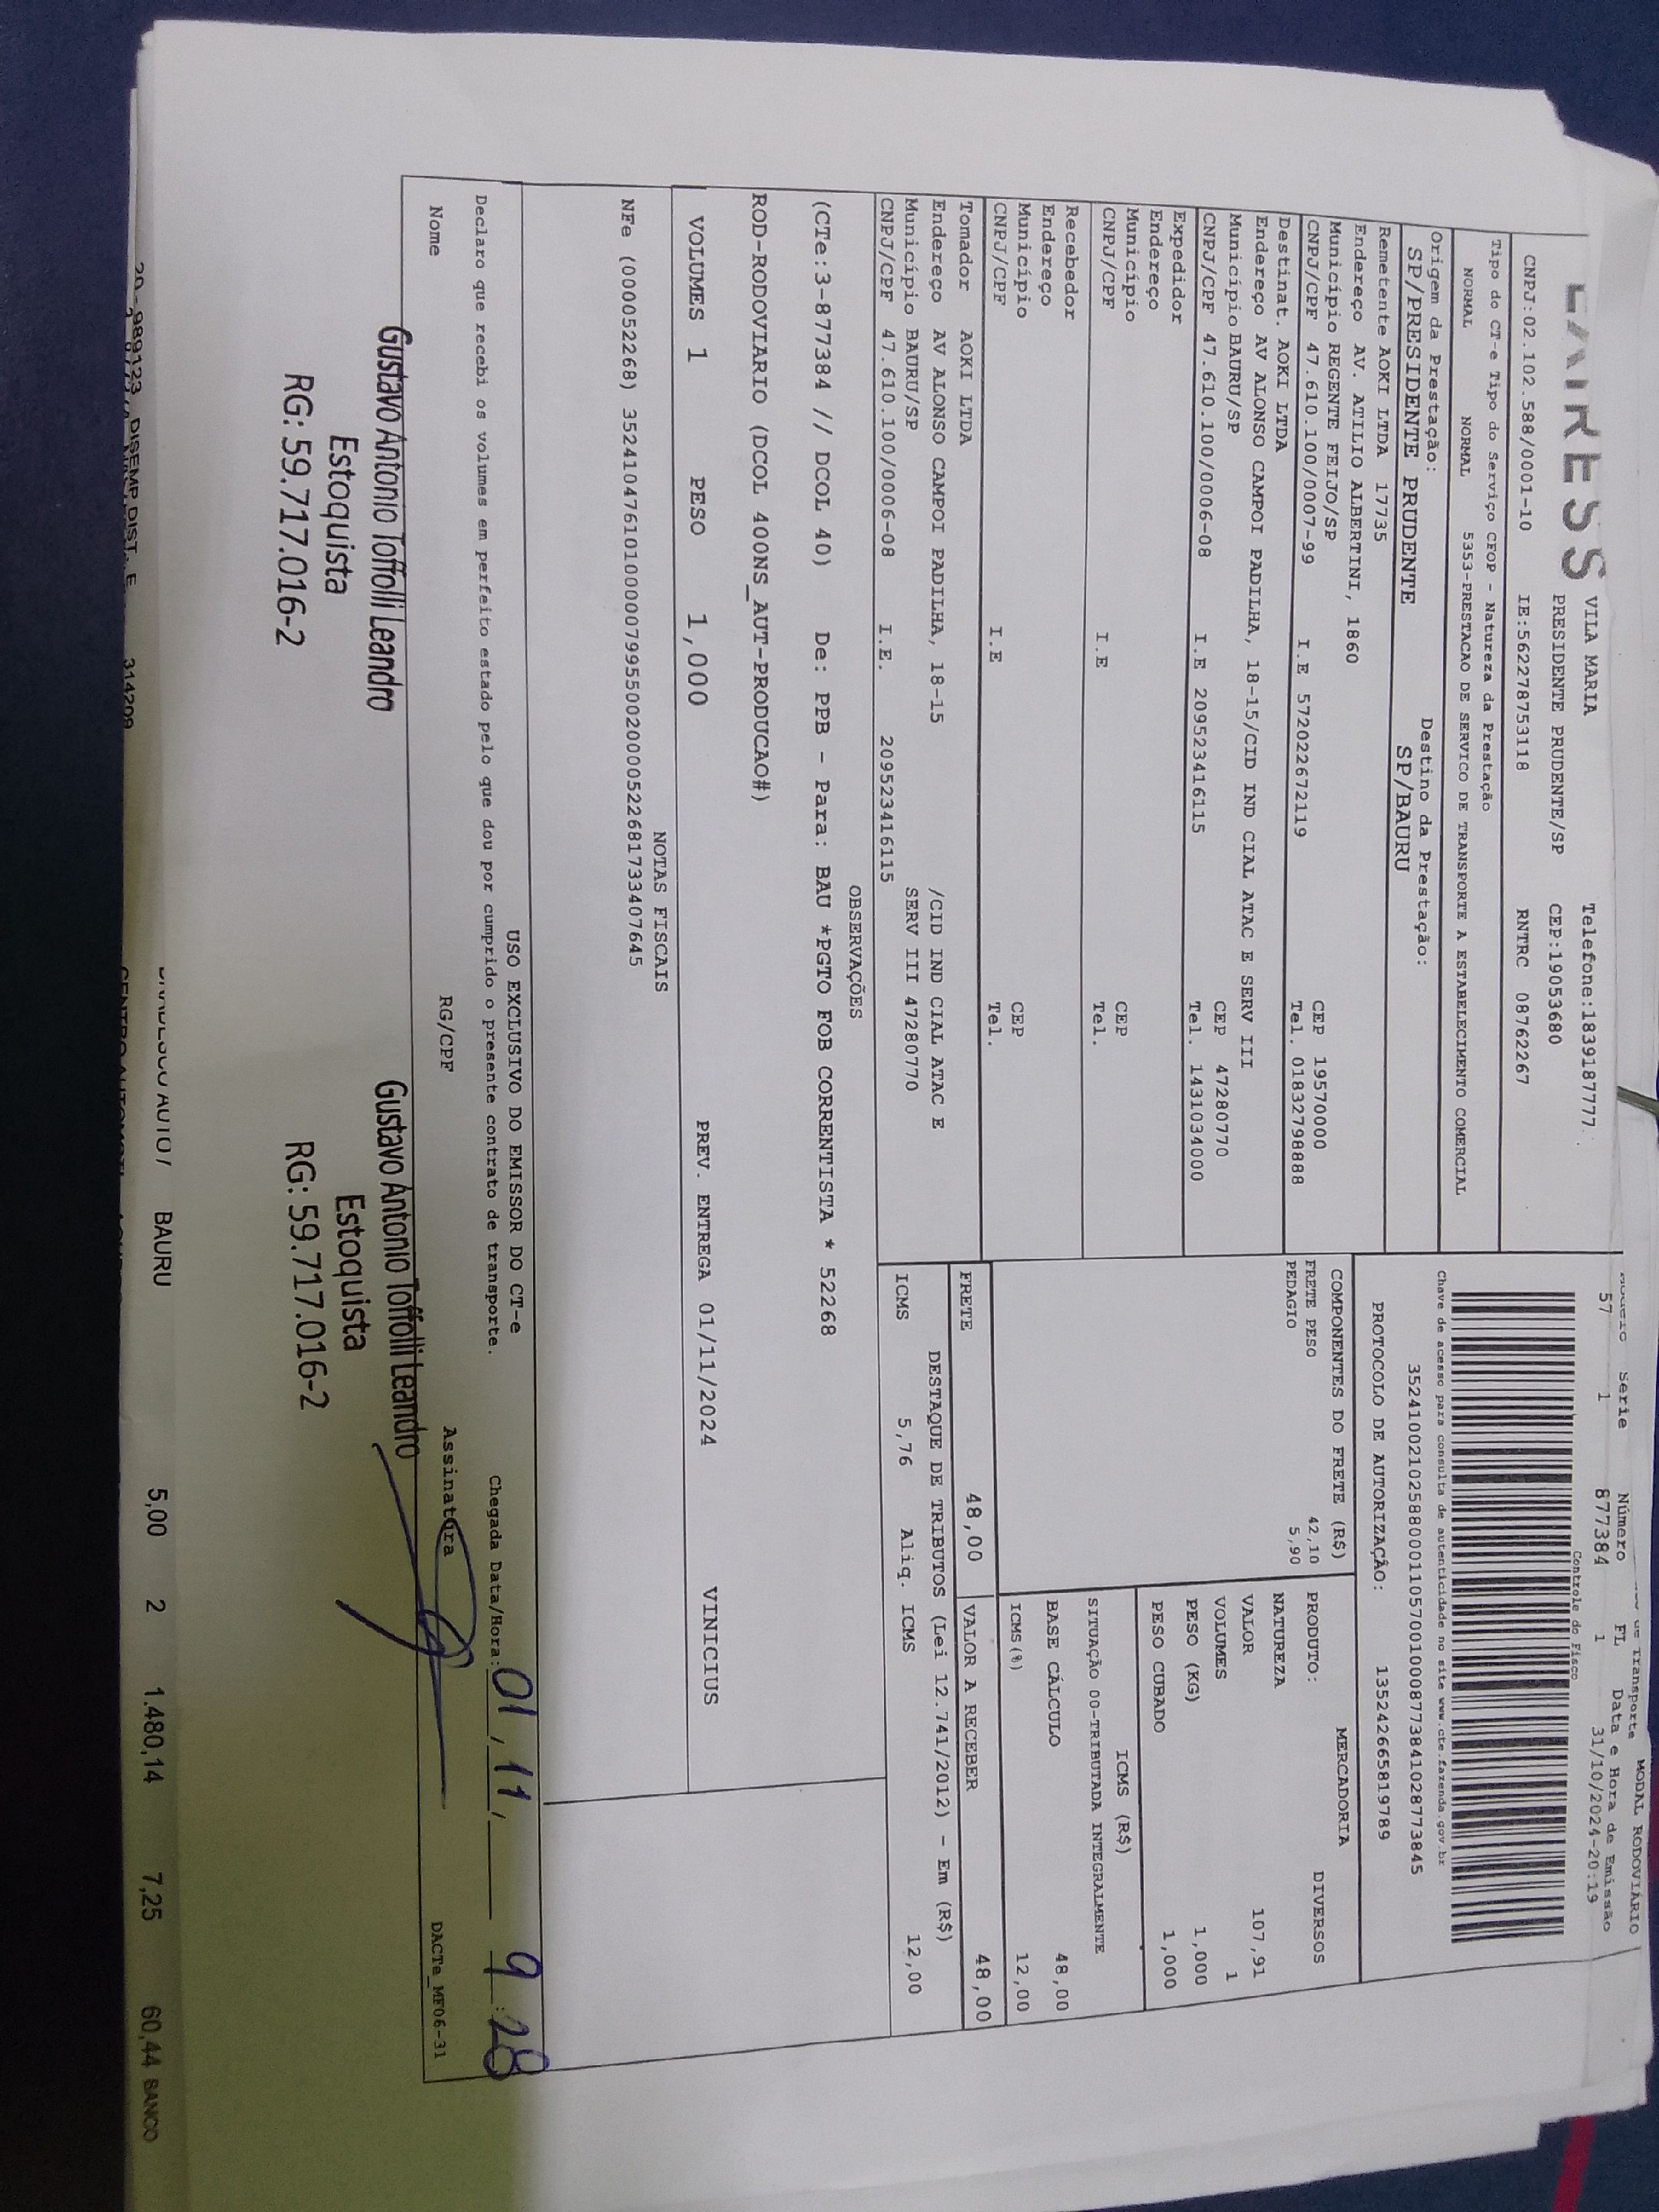 VILA MARIA Telefone:1839187777
PRESIDENTE PRUDENTE/SP CEP:19053680
CNPJ:02.102.588/0001-10 IE:562278753118 RNTRC 08762267
Tipo do CT-e Tipo do Serviço CFOP - Natureza da Prestação
NORMAL NORMAL 5353-PRESTACAO DE SERVICO DE TRANSPORTE A ESTABELECIMENTO COMERCIAL
Origem da Prestação: Destino da Prestação:
SP/PRESIDENTE PRUDENTE SP/BAURU
Remetente AOKI LTDA 17735
Endereço AV. ATILIO ALBERTINI, 1860
Município REGENTE FEIJO/SP CEP 19570000
CNPJ/CPF 47.610.100/0007-99 I.E 572022672119 Tel. 01832798888
Destinat. AOKI LTDA
Endereço AV ALONSO CAMPOI PADILHA, 18-15/CID IND CIAL ATAC E SERV III
Município BAURU/SP CEP 47280770
CNPJ/CPF 47.610.100/0006-08 I.E 209523416115 Tel. 1431034000
Expedidor
Endereço
Município CEP
CNPJ/CPF I.E Tel.
Recebedor
Endereço
Município CEP
CNPJ/CPF I.E Tel.
Tomador AOKI LTDA
Endereço AV ALONSO CAMPOI PADILHA, 18-15 /CID IND CIAL ATAC E
Município BAURU/SP SERV III 47280770
CNPJ/CPF 47.610.100/0006-08 I.E. 209523416115
MODAL RODOVIÁRIO
de Transporte
Série Número FL Data e Hora de Emissão
57 1 877384 1 31/10/2024-20:19
Controle do Fisco
Chave de acesso para consulta de autenticidade no site www.cte.fazenda.gov.br
35241002102588000110570010008773841028773845
PROTOCOLO DE AUTORIZAÇÃO: 135242665819789
COMPONENTES DO FRETE (R$)
FRETE PESO 42,10
PEDAGIO 5,90
MERCADORIA
PRODUTO: DIVERSOS
NATUREZA
VALOR 107,91
VOLUMES 1
PESO (KG) 1,000
PESO CUBADO 1,000
ICMS (R$)
SITUAÇÃO 00-TRIBUTADA INTEGRALMENTE
BASE CÁLCULO 48,00
ICMS(%) 12,00
FRETE 48,00 VALOR A RECEBER 48,00
DESTAQUE DE TRIBUTOS (Lei 12.741/2012) - Em (R$)
ICMS 5,76 Aliq. ICMS 12,00
OBSERVAÇÕES
(CTe:3-877384 // DCOL 40) De: PPB - Para: BAU *PGTO FOB CORRENTISTA * 52268
ROD-RODOVIARIO (DCOL 400NS_AUT-PRODUCAO#)
VOLUMES 1 PESO 1,000 PREV. ENTREGA 01/11/2024 VINICIUS
NOTAS FISCAIS
NFe (000052268) 35241047610100000799550020000522681733407645
USO EXCLUSIVO DO EMISSOR DO CT-e
Declaro que recebi os volumes em perfeito estado pelo que dou por cumprido o presente contrato de transporte. Chegada Data/Hora: 01/11/ 9:28
Nome RG/CPF Assinatura DACTe_MF06-31
Gustavo Antonio Toffolli Leandro
Estoquista
RG: 59.717.016-2
Gustavo Antonio Toffolli Leandro
Estoquista
RG: 59.717.016-2
BAURU 5,00 2 1.480,14 7,25 60,44 BANCO